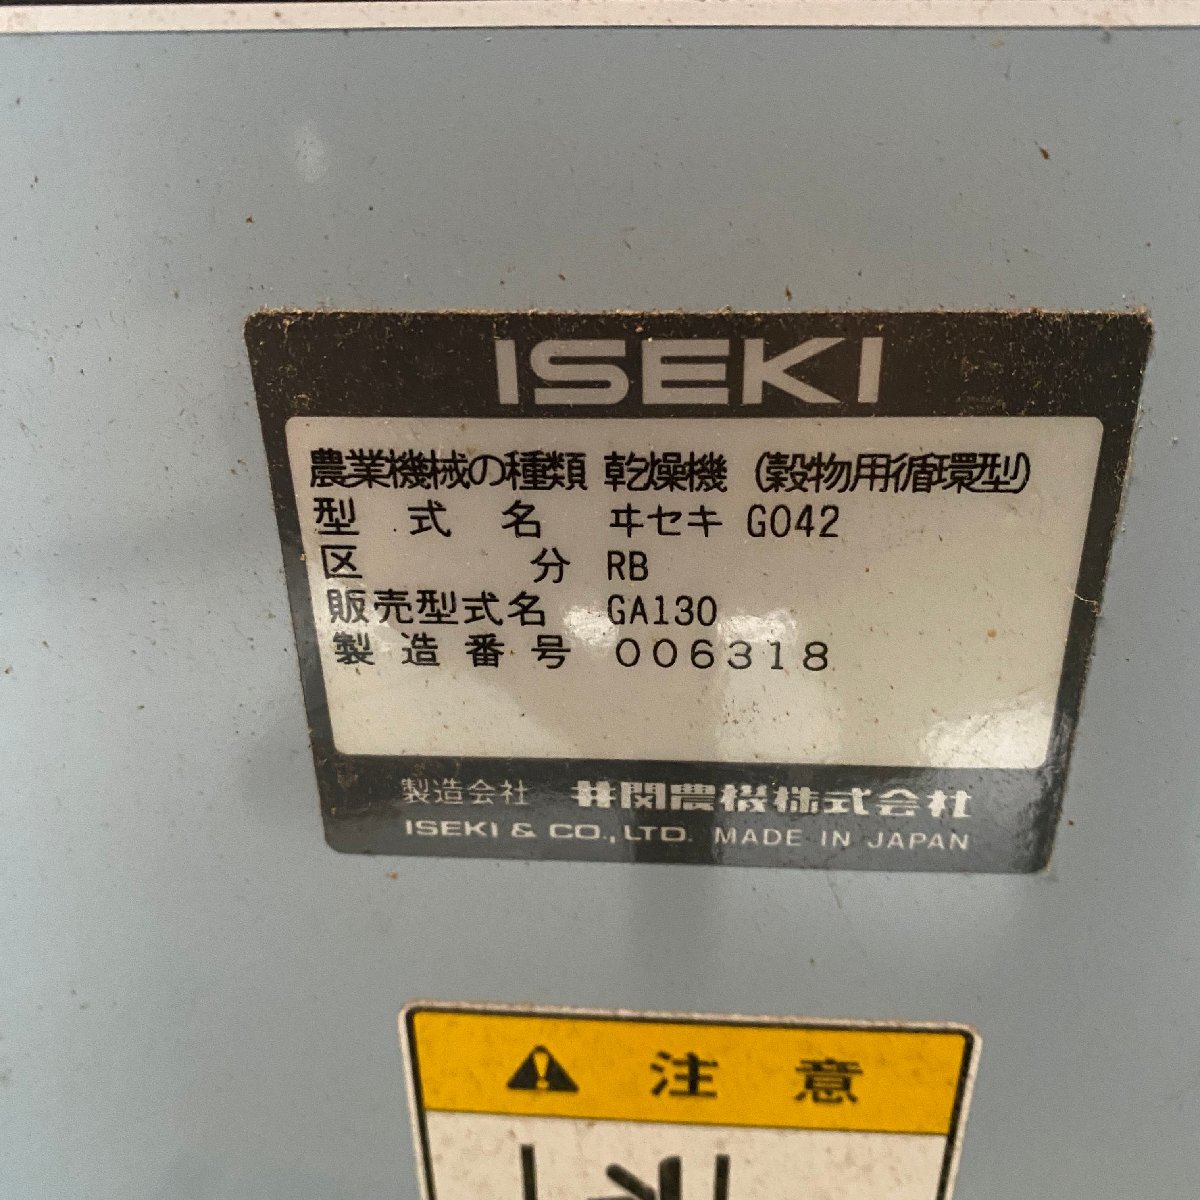 ISEKI
農業機械の種類 乾燥機 (穀物用循環型)
型式名 ヰセキ G042
区分 RB
販売型式名 GA130
製造番号 006318
製造会社 井関農機株式会社
ISEKI & CO.,LTD. MADE IN JAPAN
注意